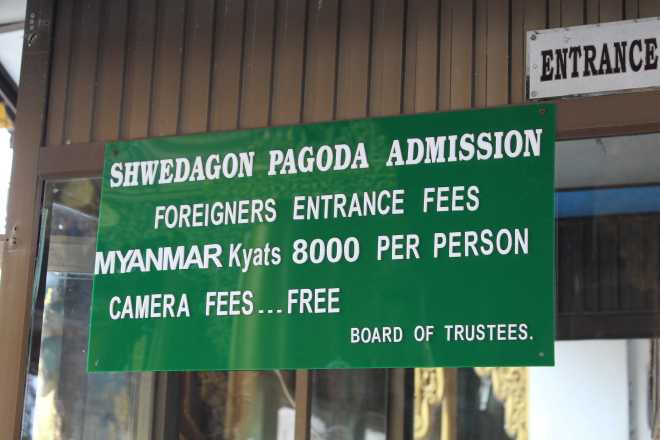 ENTRANCE
SHWEDAGON PAGODA ADMISSION
FOREIGNERS ENTRANCE FEES
MYANMAR Kyats 8000 PER PERSON
CAMERA FEES...FREE
BOARD OF TRUSTEES.